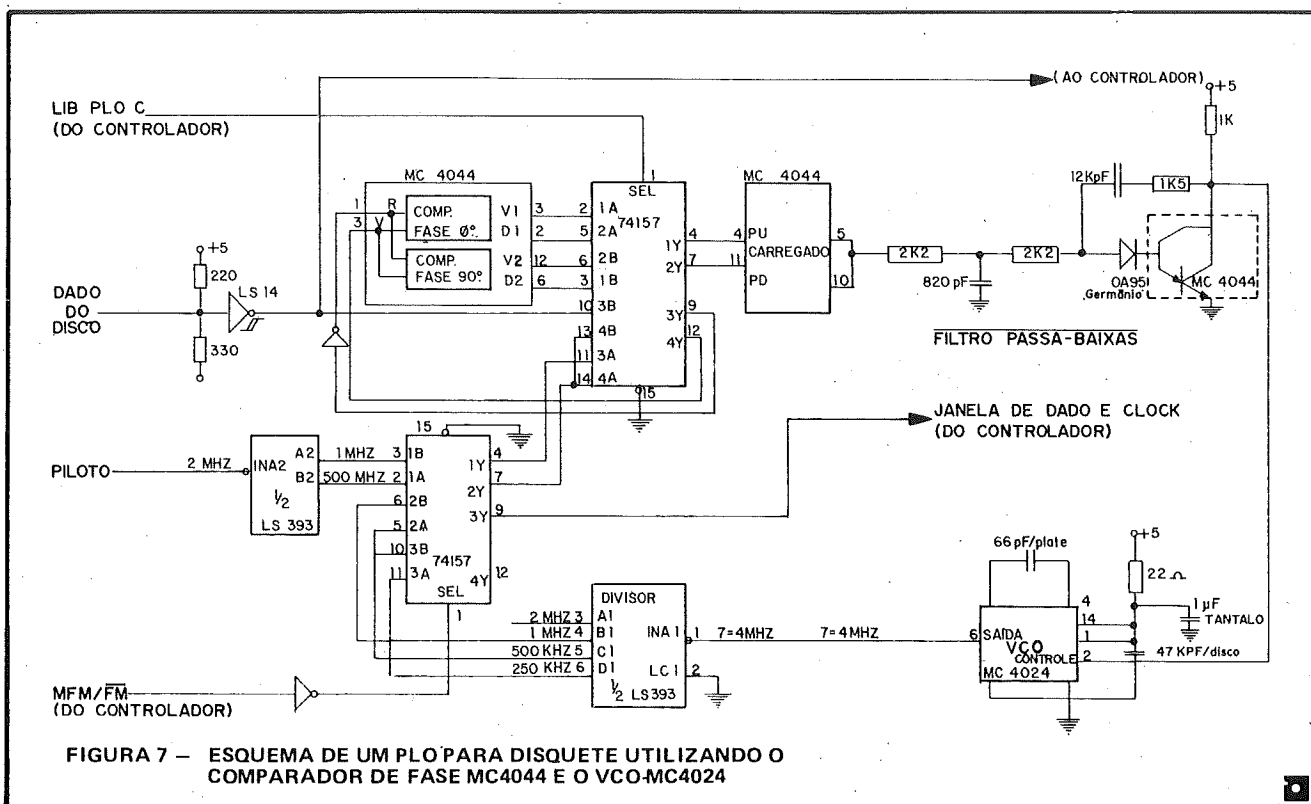 (AO CONTROLADOR)
+5
1K
LIB PLO C
(DO CONTROLADOR)
MC 4044
1
R
COMP.
FASE Ø°.
3
V
COMP.
FASE 90°.
V1 3
D1 2
V2 12
D2 6
1
SEL
74157
2 1A
5 2A
6 2B
3 1B
10 3B
13 4B
11 3A
14 4A
1Y 4
2Y 7
3Y 9
4Y 12
15
MC 4044
4 PU
CARREGADO
11 PD
5
10
2K2
820 pF
2K2
12KpF
1K5
OA95
Germânio
MC 4044
FILTRO PASSA-BAIXAS
+5
220
LS 14
DADO
DO
DISCO
330
JANELA DE DADO E CLOCK
(DO CONTROLADOR)
PILOTO
2 MHZ
INA2
A2
B2
½
LS 393
1 MHZ
500 MHZ
15
3 1B
2 1A
6 2B
5 2A
10 3B
11 3A
74157
SEL
1
1Y 4
2Y 7
3Y 9
4Y 12
DIVISOR
2 MHZ 3 A1
1 MHZ 4 B1
500 KHZ 5 C1
250 KHZ 6 D1
INA 1 1
LC1 2
½ LS393
7=4MHZ
7=4MHZ
66 pF/plate
6 SAÍDA
VCO
CONTROLE
MC 4024
4
14
1
2
+5
22 Ω
1 µF
TANTALO
47 KPF/disco
MFM/F̅M̅
(DO CONTROLADOR)
FIGURA 7 — ESQUEMA DE UM PLO PARA DISQUETE UTILIZANDO O
COMPARADOR DE FASE MC4044 E O VCO-MC4024